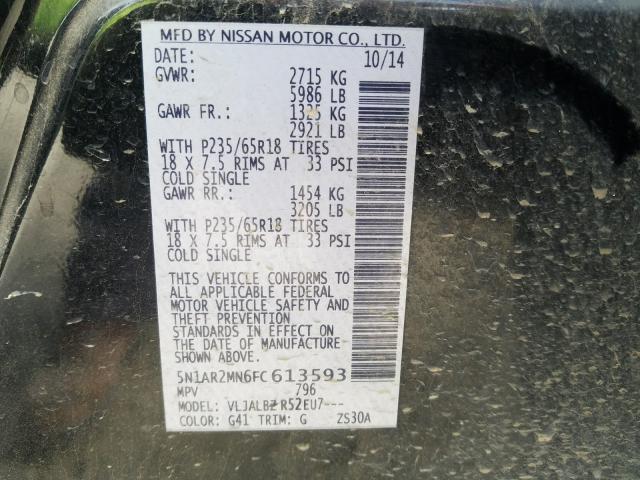 MFD BY NISSAN MOTOR CO., LTD.
DATE: 10/14
GVWR: 2715 KG
5986 LB
GAWR FR.: 1325 KG
2921 LB
WITH P235/65R18 TIRES
18 X 7.5 RIMS AT 33 PSI
COLD SINGLE
GAWR RR.: 1454 KG
3205 LB
WITH P235/65R18 TIRES
18 X 7.5 RIMS AT 33 PSI
COLD SINGLE
THIS VEHICLE CONFORMS TO
ALL APPLICABLE FEDERAL
MOTOR VEHICLE SAFETY AND
THEFT PREVENTION
STANDARDS IN EFFECT ON
THE DATE OF MANUFACTURE
SHOWN ABOVE.
5N1AR2MN6FC613593
MPV 796
MODEL: VLJALBZR52EU7---
COLOR: G41 TRIM: G ZS30A